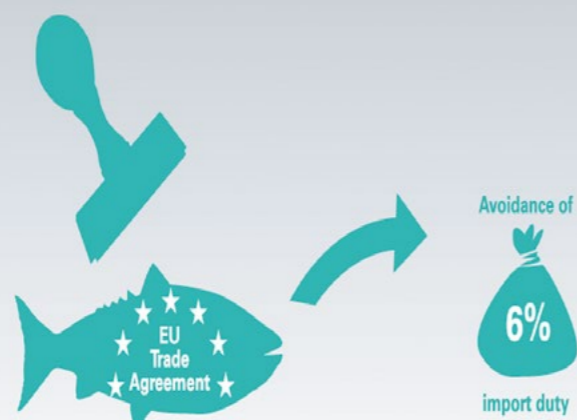 EU
Trade
Agreement
Avoidance of
6%
import duty